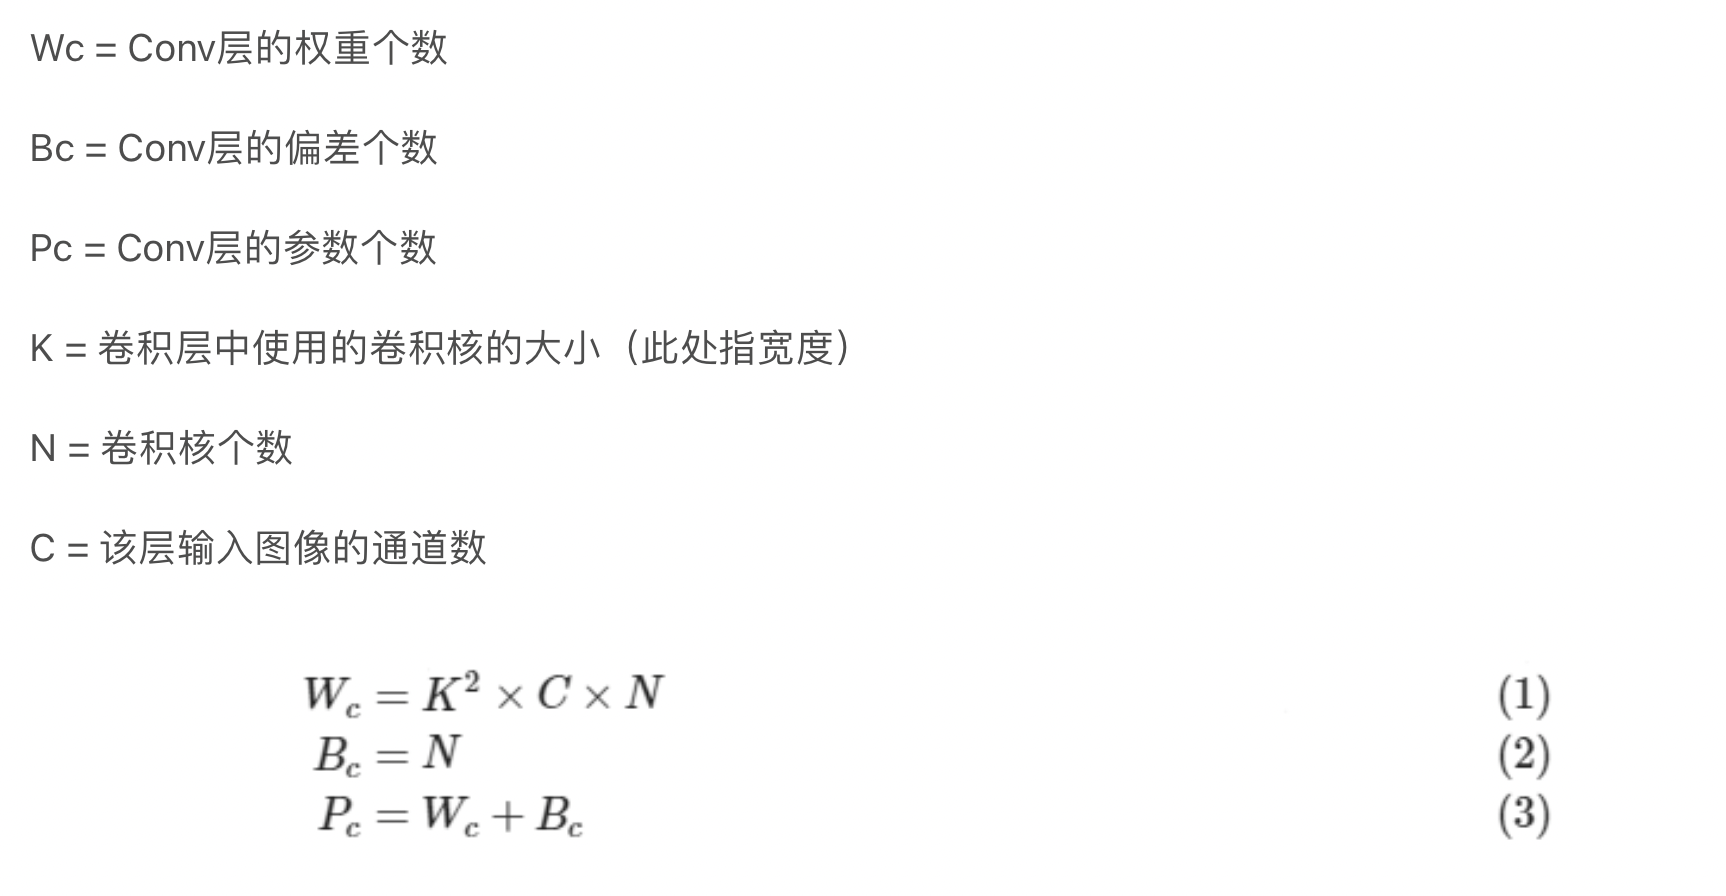 Wc = Conv层的权重个数
Bc = Conv层的偏差个数
Pc = Conv层的参数个数
K = 卷积层中使用的卷积核的大小（此处指宽度）
N = 卷积核个数
C = 该层输入图像的通道数
W_c = K^2 × C × N (1)
B_c = N (2)
P_c = W_c + B_c (3)